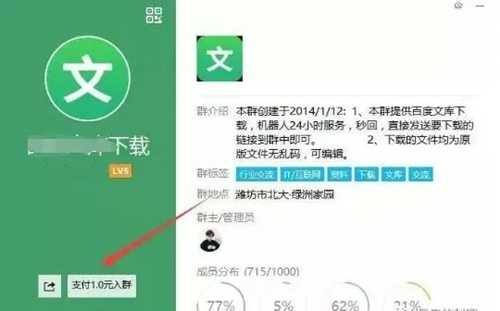 文
文
库下载
LV5
支付1.0元入群
群介绍 本群创建于2014/1/12: 1、本群提供百度文库下
载，机器人24小时服务，秒回，直接发送要下载的
链接到群中即可。 2、下载的文件均为原
版文件无乱码，可编辑。
群标签 行业交流 IT/互联网 资料 下载 文库 交流
群地点 潍坊市北大·绿洲家园
群主/管理员
成员分布 (715/1000)
77% 5% 62% 21%